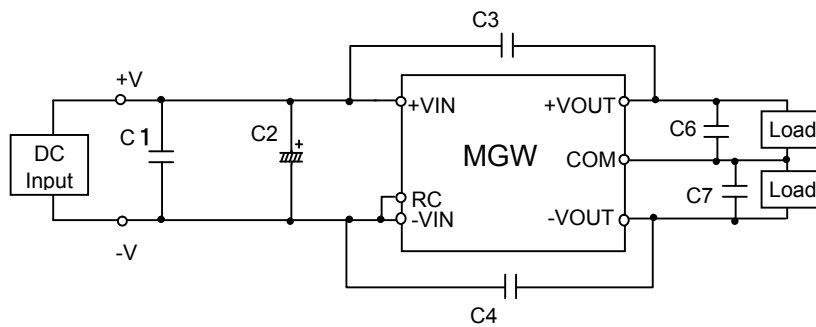 C3
+V
C1
C2
+
DC
Input
-V
+VIN
+VOUT
MGW
COM
RC
-VIN
-VOUT
C6
C7
Load
Load
C4